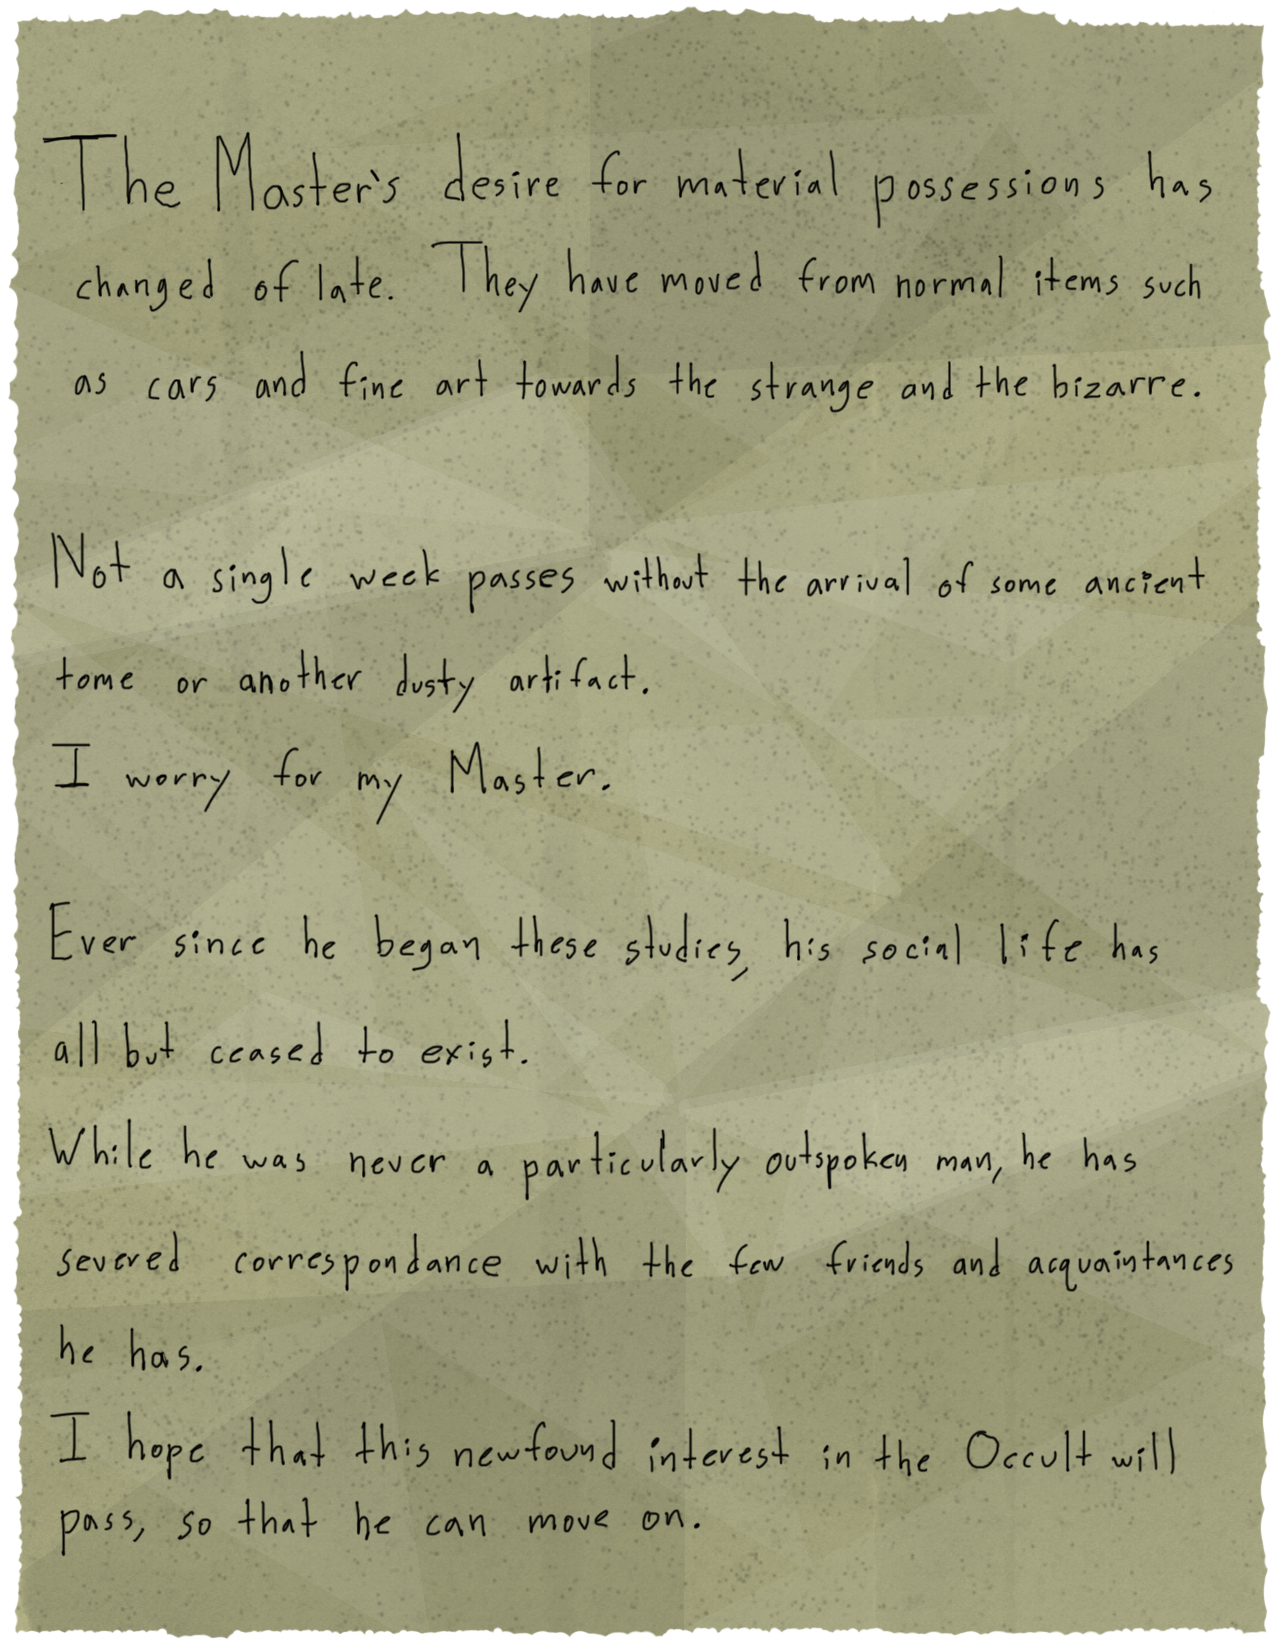 The Master's desire for material possessions has
changed of late. They have moved from normal items such
as cars and fine art towards the strange and the bizarre.
Not a single week passes without the arrival of some ancient
tome or another dusty artifact.
I worry for my Master.
Ever since he began these studies, his social life has
all but ceased to exist.
While he was never a particularly outspoken man, he has
severed correspondance with the few friends and acquaintances
he has.
I hope that this newfound interest in the Occult will
pass, so that he can move on.